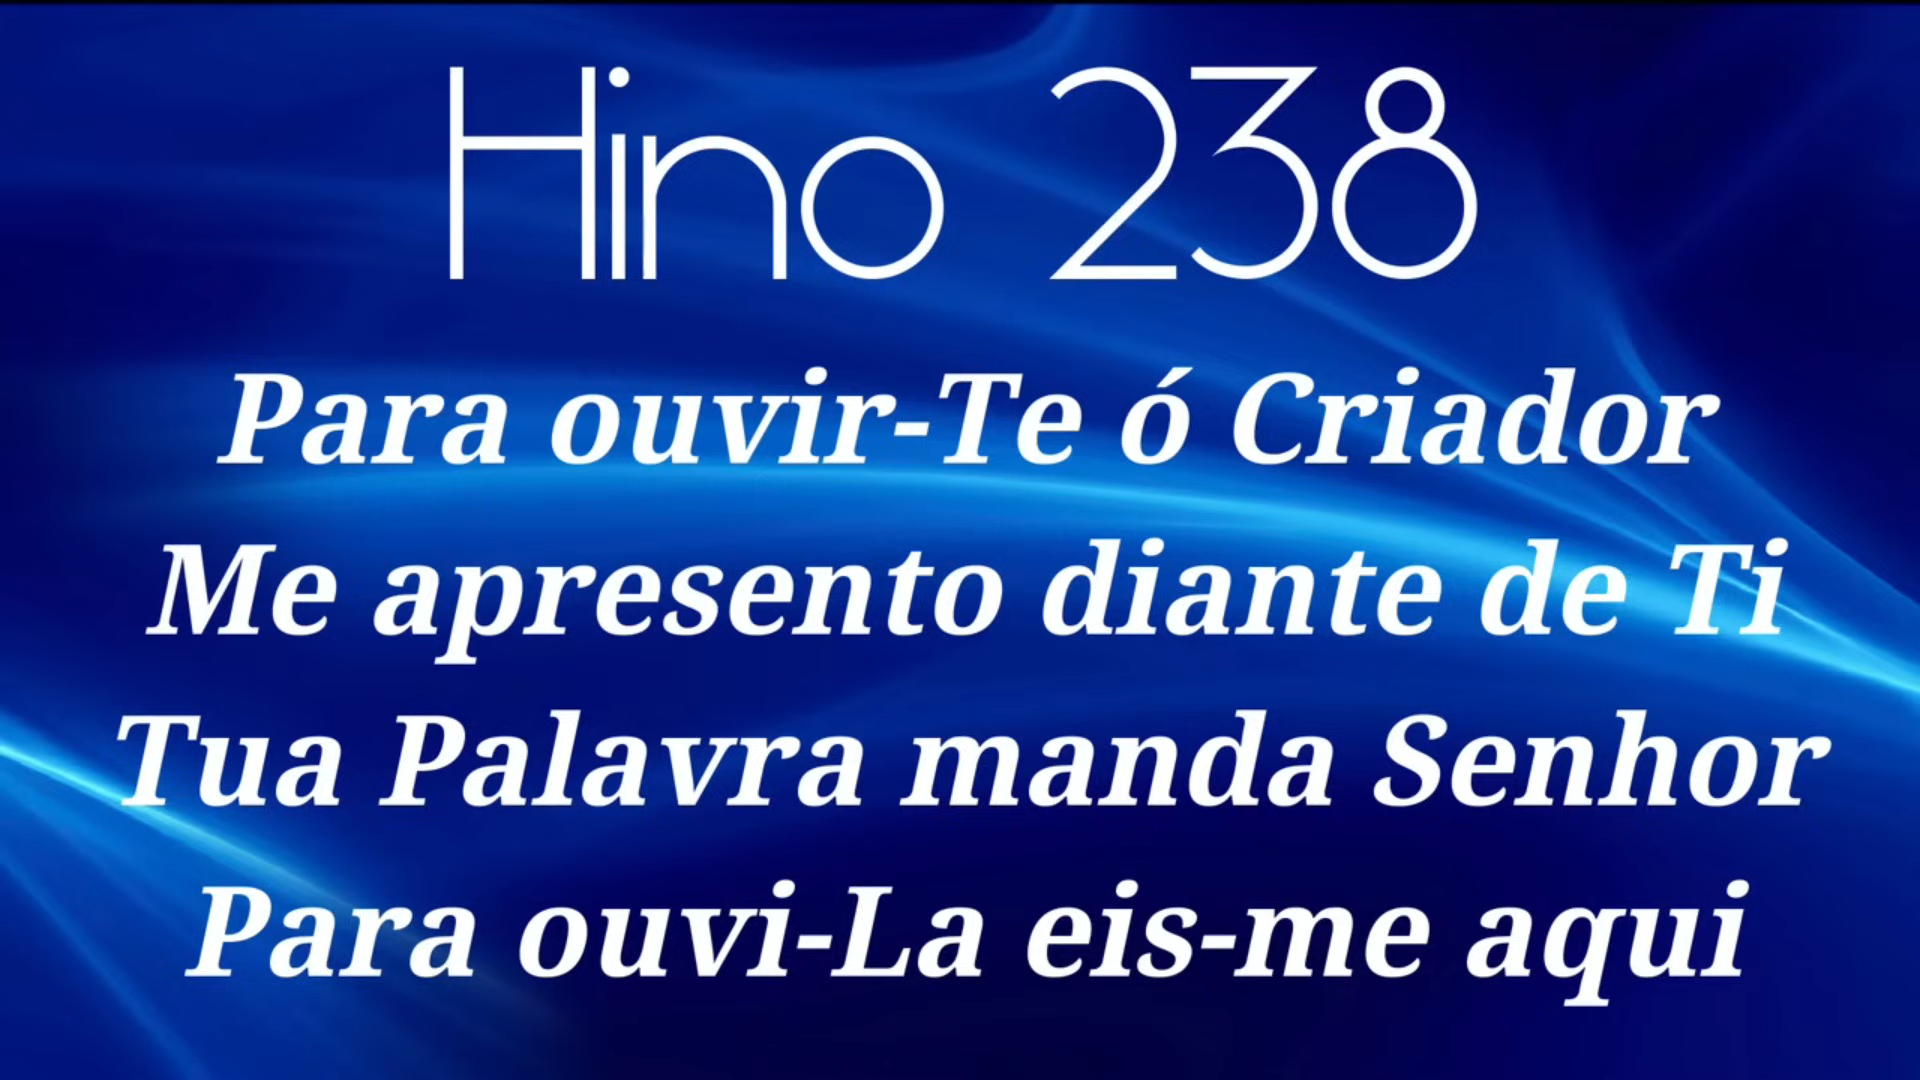 Hino 238
Para ouvir-Te ó Criador
Me apresento diante de Ti
Tua Palavra manda Senhor
Para ouvi-La eis-me aqui